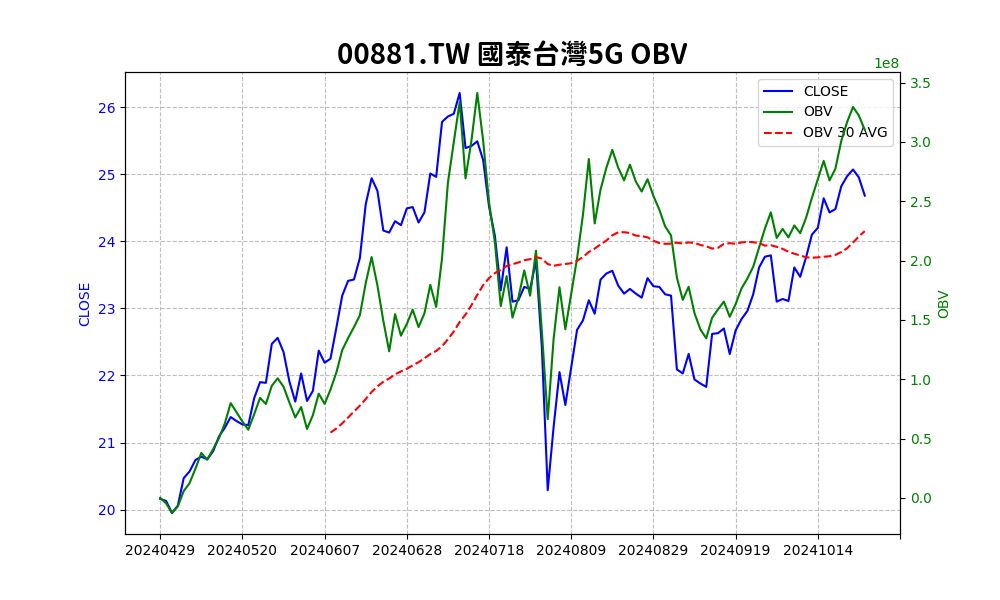 00881.TW 國泰台灣5G OBV
1e8
CLOSE
OBV
OBV 30 AVG
26
25
24
23
22
21
20
CLOSE
3.5
3.0
2.5
2.0
1.5
1.0
0.5
0.0
OBV
20240429 20240520 20240607 20240628 20240718 20240809 20240829 20240919 20241014